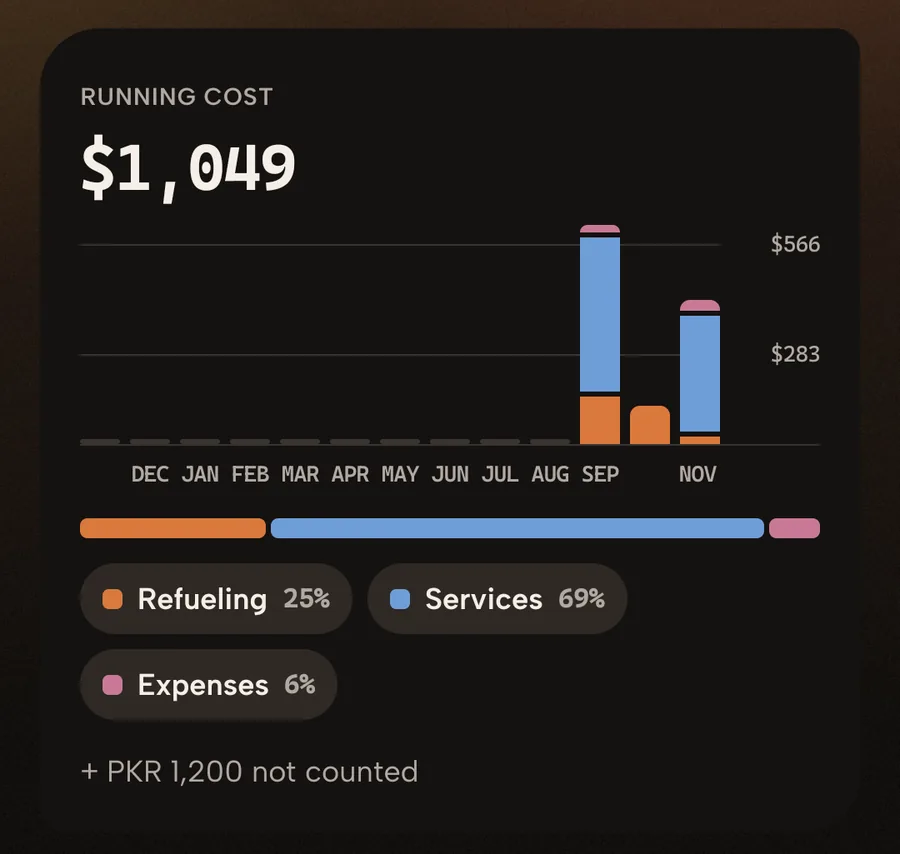 RUNNING COST
$1,049
$566
$283
DEC JAN FEB MAR APR MAY JUN JUL AUG SEP NOV
Refueling 25% Services 69%
Expenses 6%
+ PKR 1,200 not counted